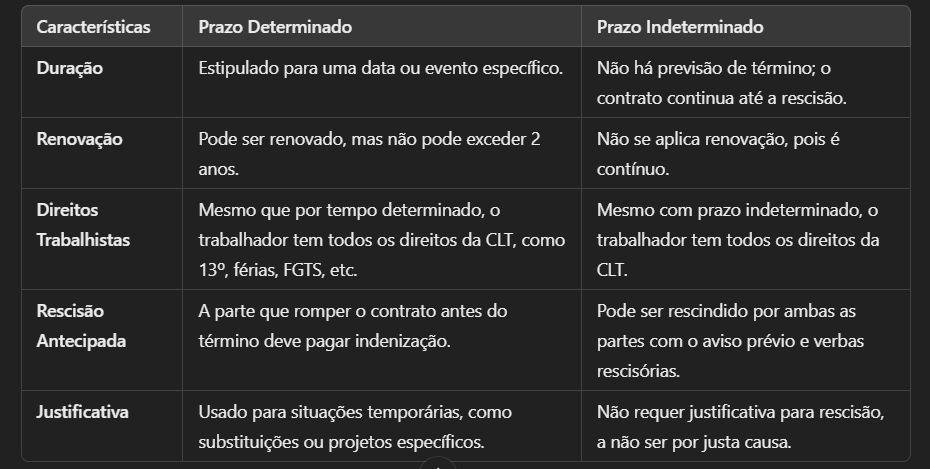 Características Prazo Determinado Prazo Indeterminado
Duração Estipulado para uma data ou evento específico. Não há previsão de término; o
contrato continua até a rescisão.
Renovação Pode ser renovado, mas não pode exceder 2 Não se aplica renovação, pois é
anos. contínuo.
Direitos Mesmo que por tempo determinado, o Mesmo com prazo indeterminado, o
Trabalhistas trabalhador tem todos os direitos da CLT, como trabalhador tem todos os direitos da
13º, férias, FGTS, etc. CLT.
Rescisão A parte que romper o contrato antes do Pode ser rescindido por ambas as
Antecipada término deve pagar indenização. partes com o aviso prévio e verbas
rescisórias.
Justificativa Usado para situações temporárias, como Não requer justificativa para rescisão,
substituições ou projetos específicos. a não ser por justa causa.